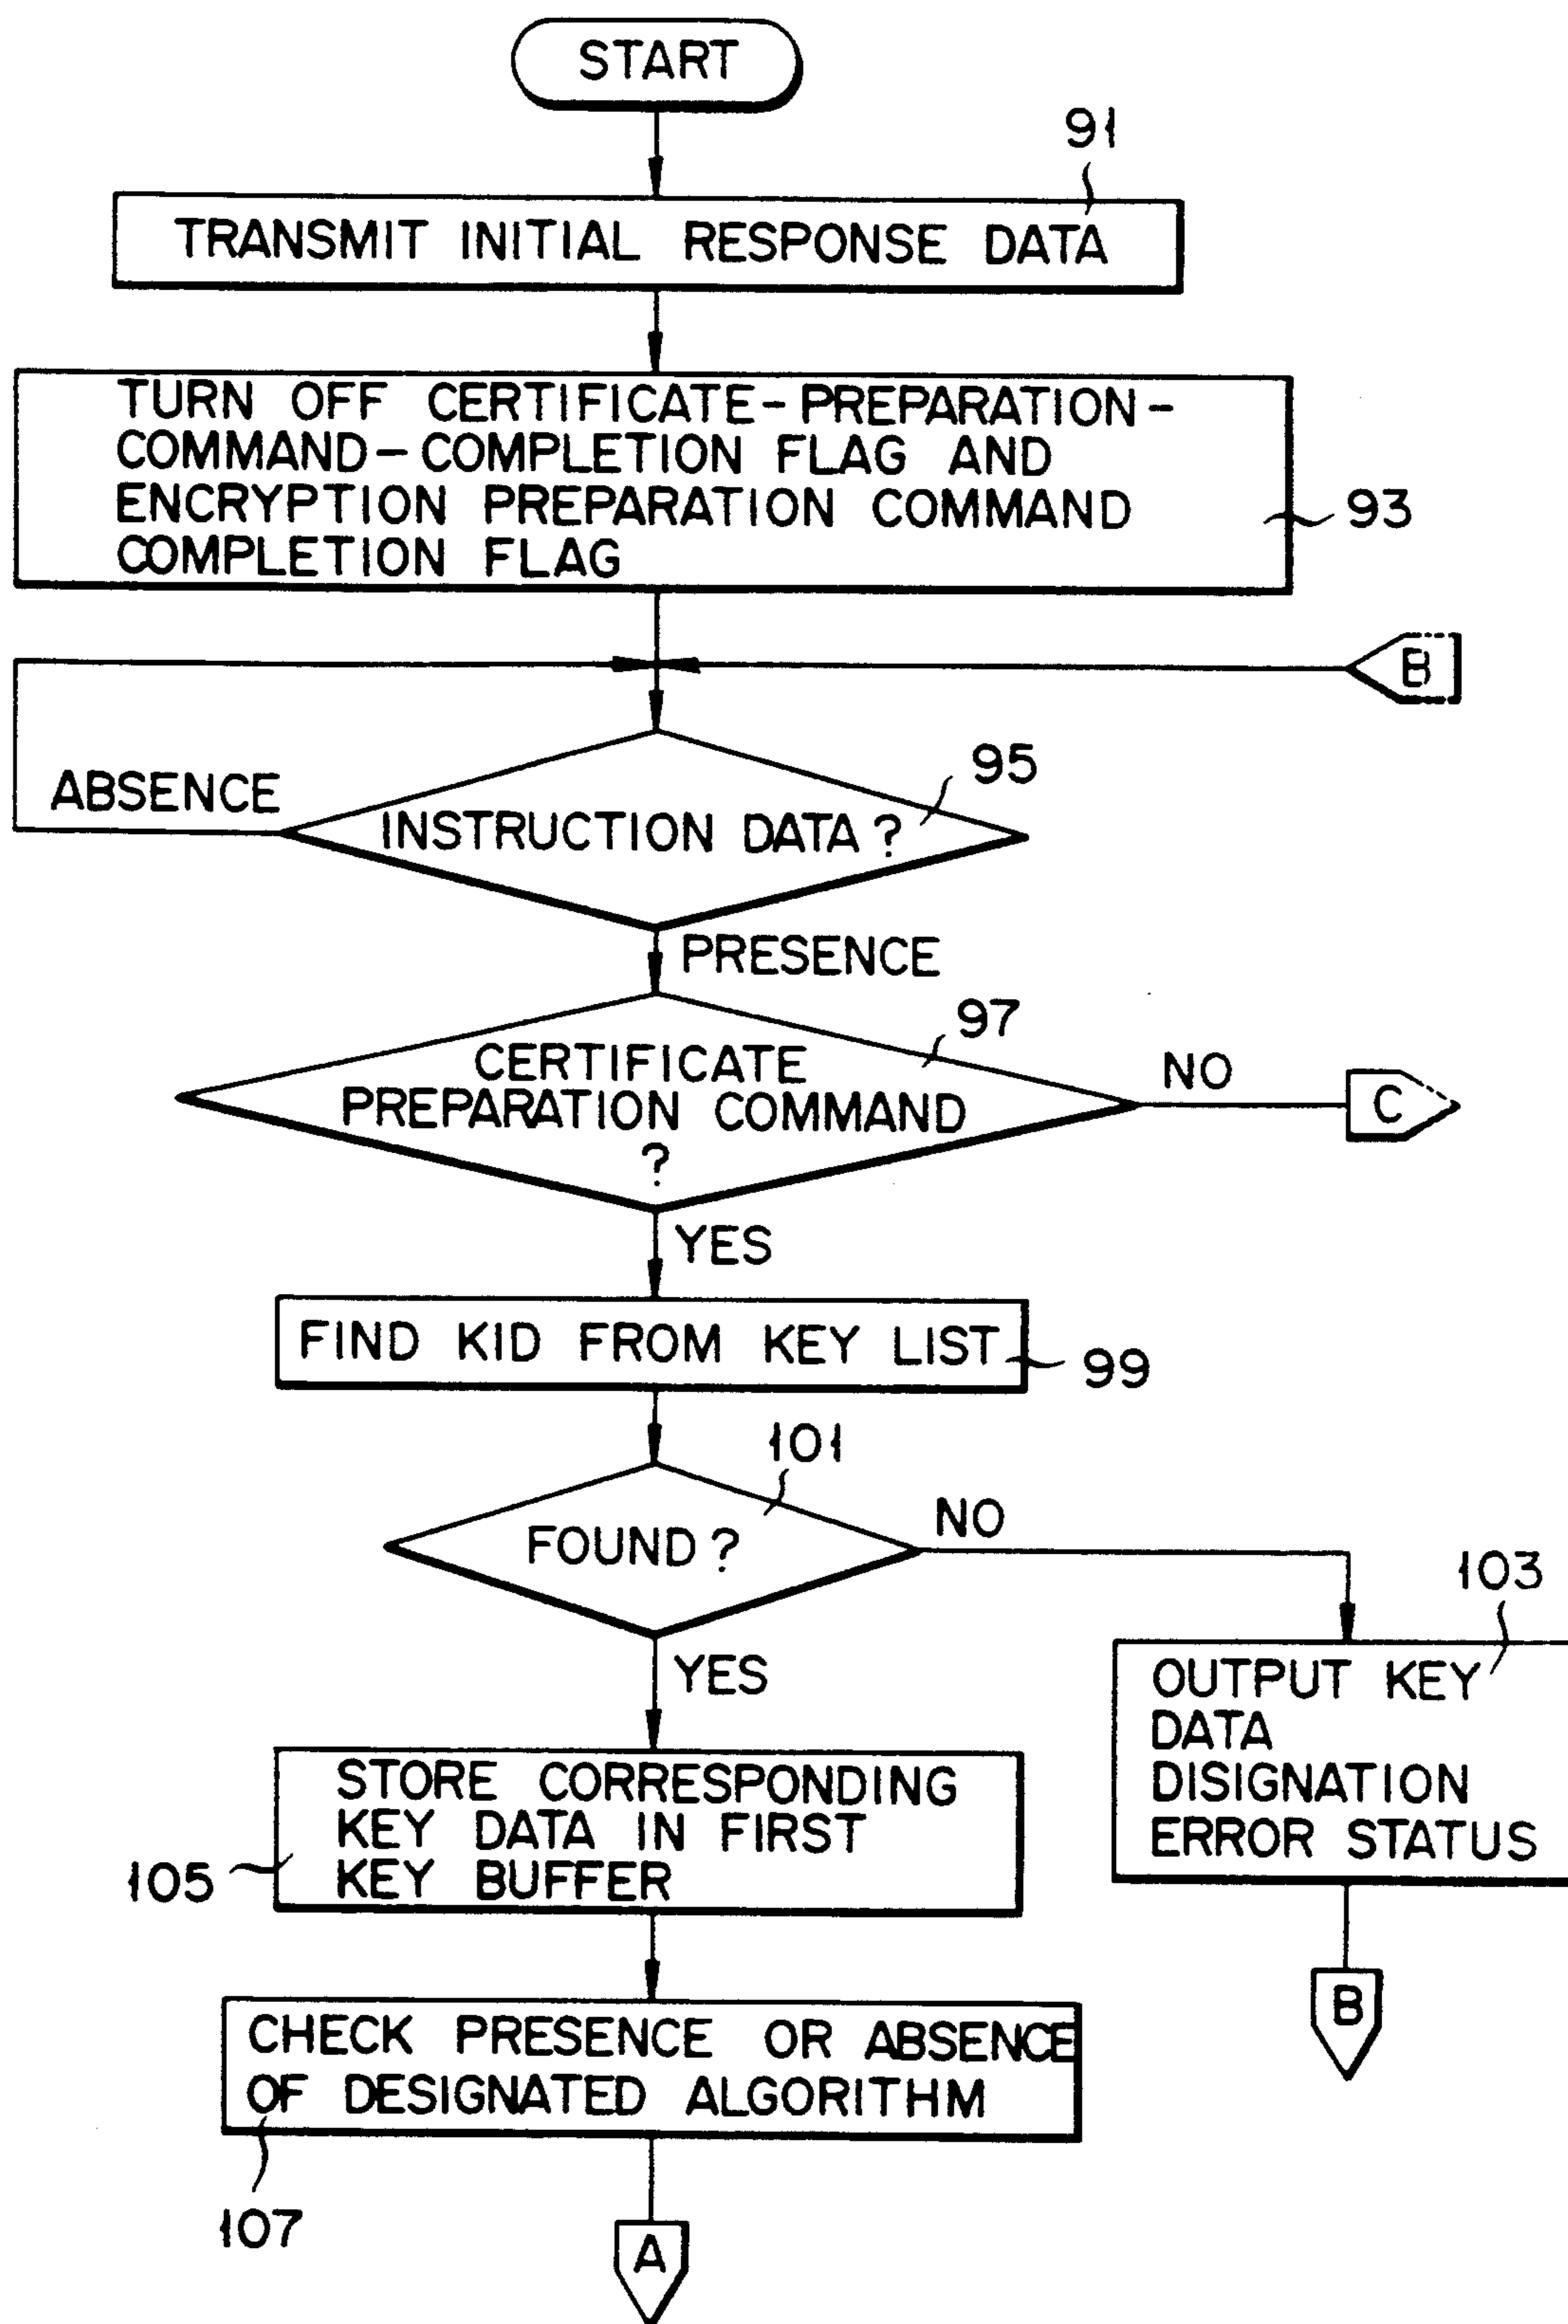 START
91
TRANSMIT INITIAL RESPONSE DATA
TURN OFF CERTIFICATE-PREPARATION-
COMMAND-COMPLETION FLAG AND
ENCRYPTION PREPARATION COMMAND
COMPLETION FLAG
93
B
ABSENCE
95
INSTRUCTION DATA?
PRESENCE
97
CERTIFICATE
PREPARATION COMMAND
?
NO
C
YES
FIND KID FROM KEY LIST
99
101
FOUND?
NO
103
YES
OUTPUT KEY
DATA
DISIGNATION
ERROR STATUS
STORE CORRESPONDING
KEY DATA IN FIRST
KEY BUFFER
105
B
CHECK PRESENCE OR ABSENCE
OF DESIGNATED ALGORITHM
107
A